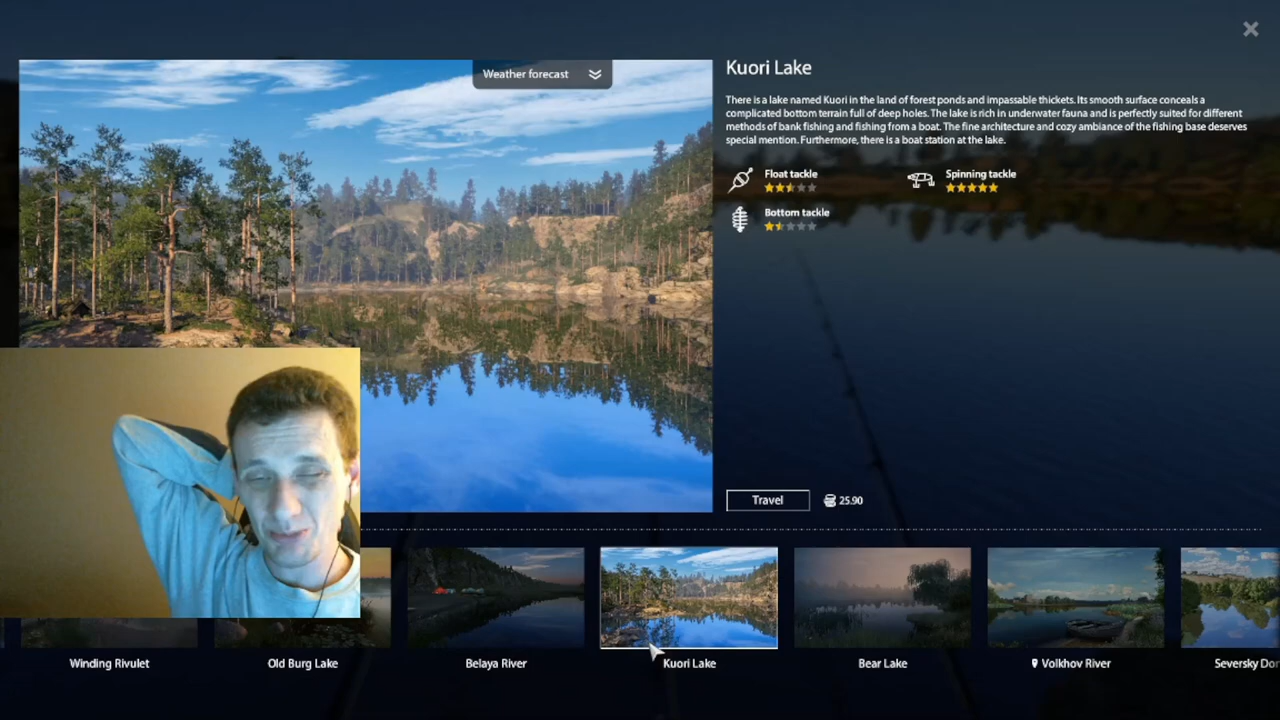 Weather forecast
Kuori Lake
There is a lake named Kuori in the land of forest ponds and impassable thickets. Its smooth surface conceals a
complicated bottom terrain full of deep holes. The lake is rich in underwater fauna and is perfectly suited for different
methods of bank fishing and fishing from a boat. The fine architecture and cozy ambiance of the fishing base deserves
special mention. Furthermore, there is a boat station at the lake.
Float tackle
Spinning tackle
Bottom tackle
Travel
25.90
Winding Rivulet
Old Burg Lake
Belaya River
Kuori Lake
Bear Lake
Volkhov River
Seversky Don